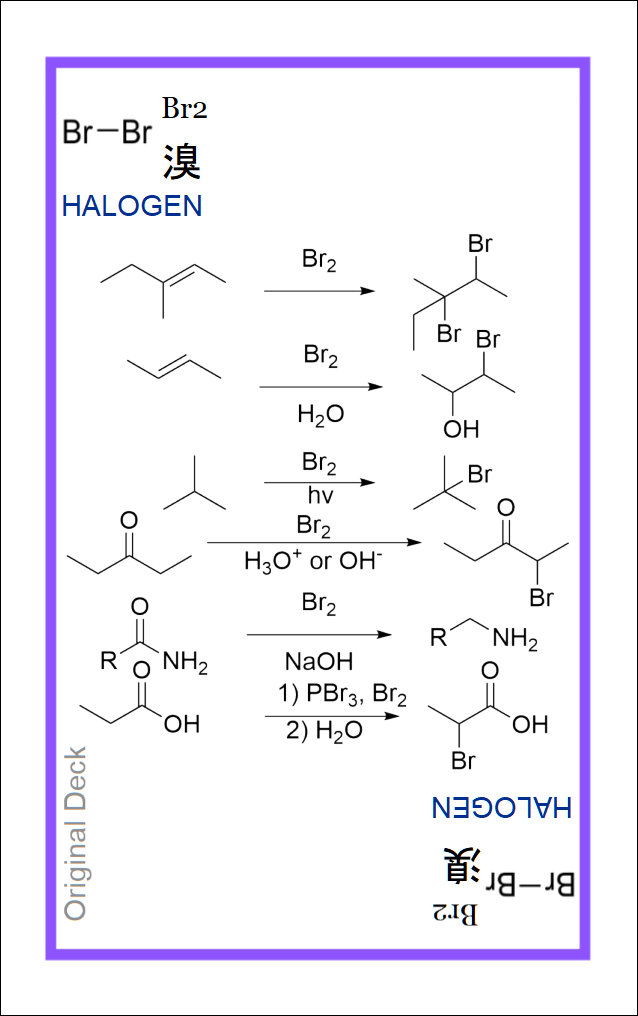 Br2
Br–Br
溴
HALOGEN
Br
Br₂
Br
Br
Br₂
H₂O
Br
OH
Br₂
hv
Br
O
Br₂
H₃O⁺ or OH⁻
O
Br
O
R
NH₂
Br₂
NaOH
R
NH₂
O
OH
1) PBr₃, Br₂
2) H₂O
O
OH
Br
Original Deck
HALOGEN
溴
Br–Br
Br2